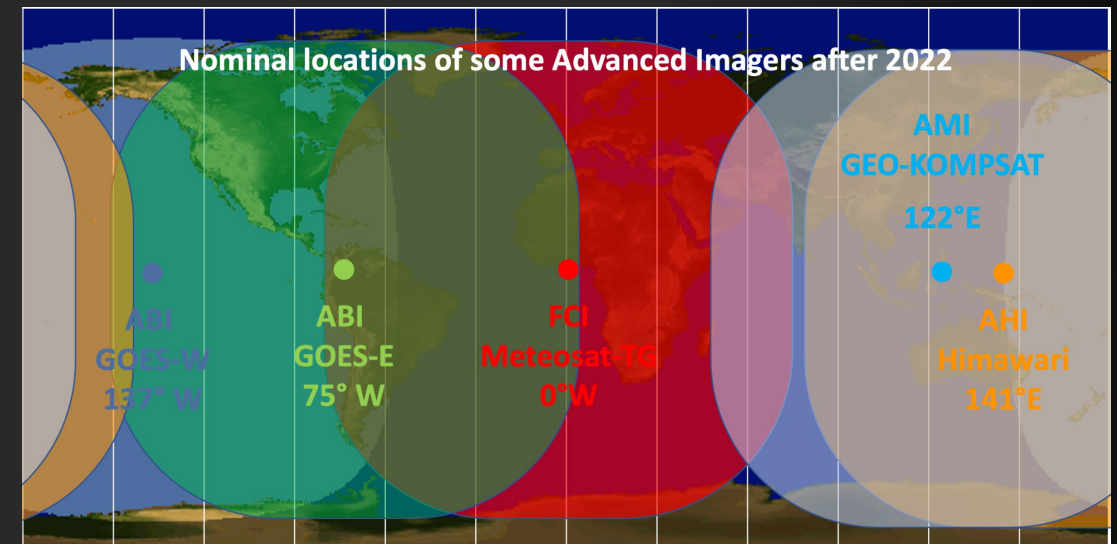 Nominal locations of some Advanced Imagers after 2022
AMI
GEO-KOMPSAT
122°E
ABI
GOES-W
137° W
ABI
GOES-E
75° W
FCI
Meteosat-TG
0°W
AHI
Himawari
141°E